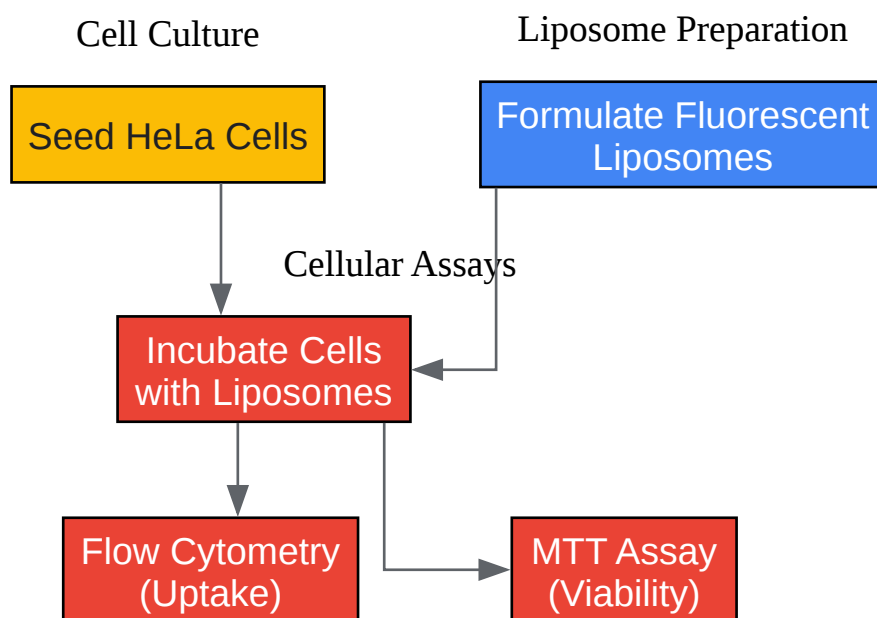 Cell Culture
Liposome Preparation
Seed HeLa Cells
Formulate Fluorescent
Liposomes
Cellular Assays
Incubate Cells
with Liposomes
Flow Cytometry
(Uptake)
MTT Assay
(Viability)